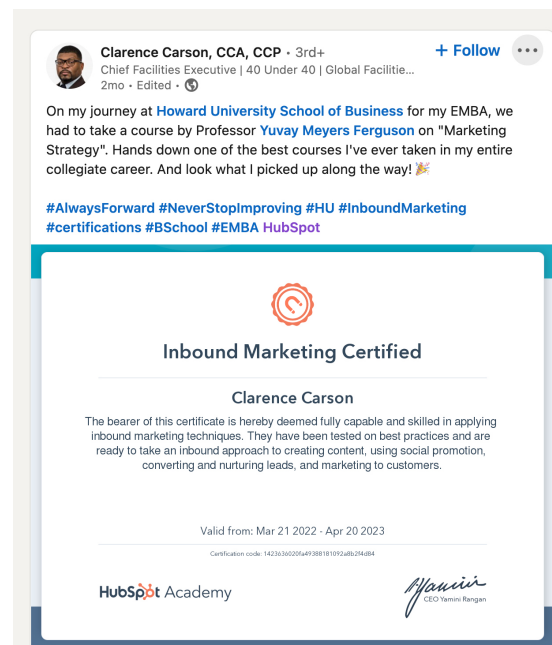 Clarence Carson, CCA, CCP • 3rd+
+ Follow
Chief Facilities Executive | 40 Under 40 | Global Facilitie...
2mo • Edited •
On my journey at Howard University School of Business for my EMBA, we
had to take a course by Professor Yuvay Meyers Ferguson on "Marketing
Strategy". Hands down one of the best courses I've ever taken in my entire
collegiate career. And look what I picked up along the way! 🎉
#AlwaysForward #NeverStopImproving #HU #InboundMarketing
#certifications #BSchool #EMBA HubSpot
Inbound Marketing Certified
Clarence Carson
The bearer of this certificate is hereby deemed fully capable and skilled in applying
inbound marketing techniques. They have been tested on best practices and are
ready to take an inbound approach to creating content, using social promotion,
converting and nurturing leads, and marketing to customers.
Valid from: Mar 21 2022 - Apr 20 2023
Certification code: 1423636020fa49388181092a8b2f4d84
HubSpot Academy
CEO Yamini Rangan